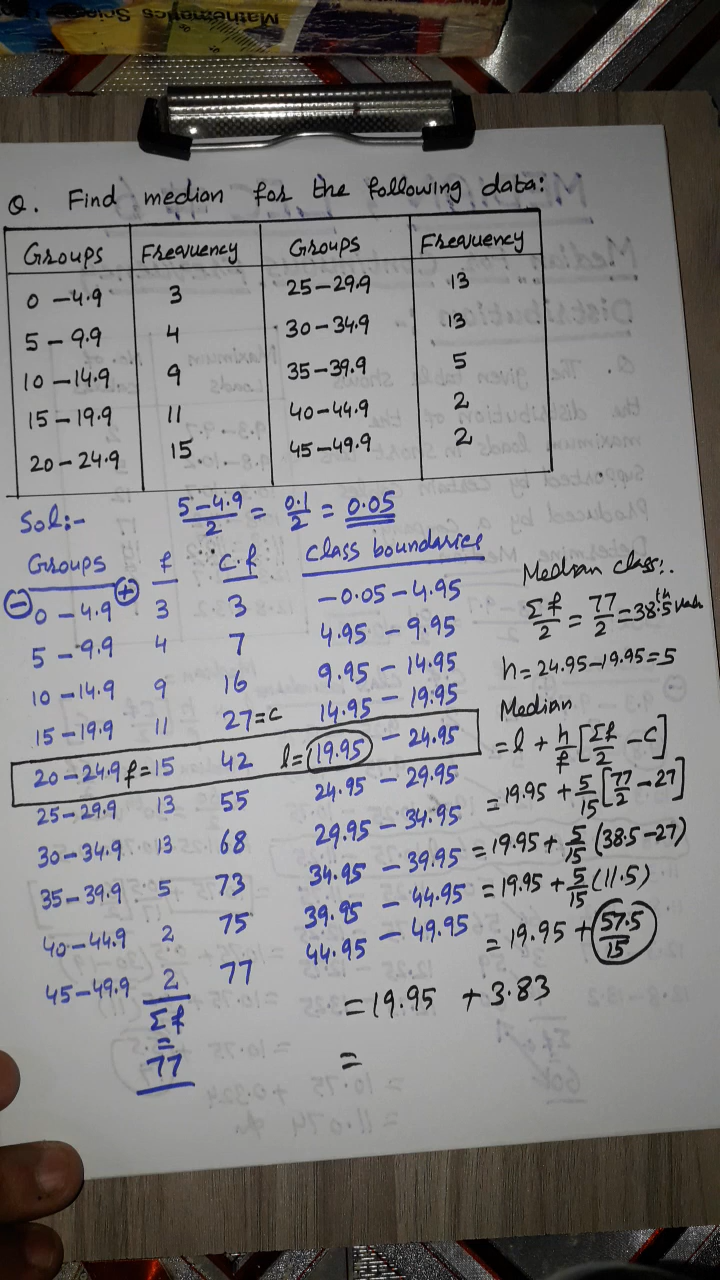 Mathematics Science
Q. Find median for the following data:
Groups Frequency Groups Frequency
0-4.9 3 25-29.9 13
5-9.9 4 30-34.9 13
10-14.9 9 35-39.9 5
15-19.9 11 40-44.9 2
20-24.9 15 45-49.9 2
Sol:- 5-4.9/2 = 0.1/2 = 0.05
Groups f c.f class boundaries
- 0-4.9 + 3 3 -0.05-4.95
5-9.9 4 7 4.95-9.95
10-14.9 9 16 9.95-14.95
15-19.9 11 27=c 14.95-19.95
20-24.9 f=15 42 l=19.95-24.95
25-29.9 13 55 24.95-29.95
30-34.9 13 68 29.95-34.95
35-39.9 5 73 34.95-39.95
40-44.9 2 75 39.95-44.95
45-49.9 2 77 44.95-49.95
Σf
=
77
Median class:.
Σf/2 = 77/2 = 38.5th
h=24.95-19.95=5
Median
= l + h/f [Σf/2 - c]
= 19.95 + 5/15 [77/2 - 27]
= 19.95 + 5/15 (38.5-27)
= 19.95 + 5/15 (11.5)
= 19.95 + 57.5/15
= 19.95 + 3.83
=